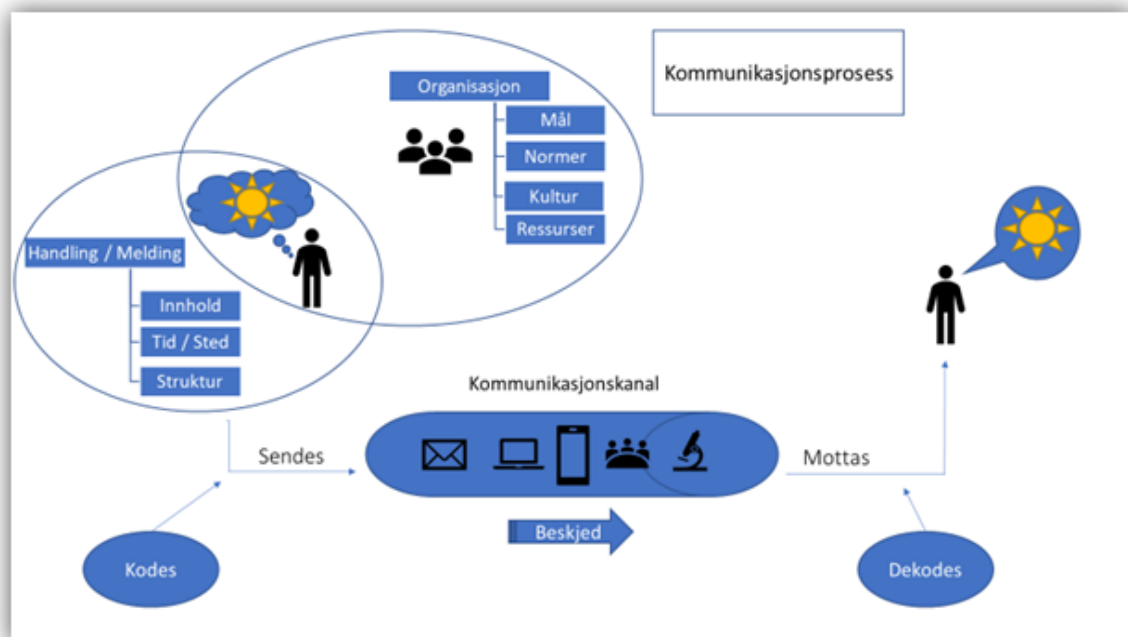 Kommunikasjonsprosess
Organisasjon
Mål
Normer
Kultur
Ressurser
Handling / Melding
Innhold
Tid / Sted
Struktur
Kommunikasjonskanal
Sendes
Mottas
Beskjed
Kodes
Dekodes